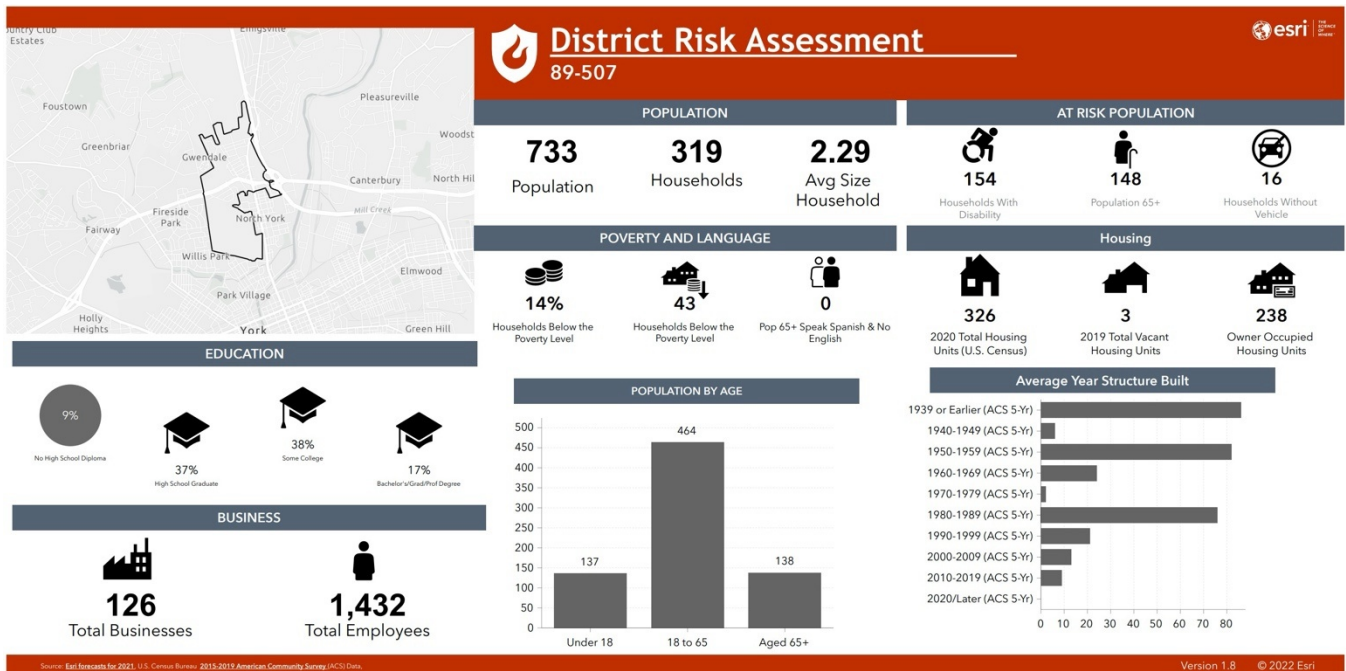 District Risk Assessment
89-507
esri
THE
SCIENCE
OF
WHERE
Estates
Foustown
Pleasureville
Greenbriar
Gwendale
Canterbury
North Hil
Fireside
Park
North York
Mill Creek
Fairway
Willis Park
Elmwood
Park Village
Holly
Heights
York
Green Hill
POPULATION
733
Population
319
Households
2.29
Avg Size
Household
AT RISK POPULATION
154
Households With
Disability
148
Population 65+
16
Households Without
Vehicle
POVERTY AND LANGUAGE
14%
Households Below the
Poverty Level
43
Households Below the
Poverty Level
0
Pop 65+ Speak Spanish & No
English
Housing
326
2020 Total Housing
Units (U.S. Census)
3
2019 Total Vacant
Housing Units
238
Owner Occupied
Housing Units
EDUCATION
9%
No High School Diploma
37%
High School Graduate
38%
Some College
17%
Bachelor's/Grad/Prof Degree
BUSINESS
126
Total Businesses
1,432
Total Employees
POPULATION BY AGE
500
450
400
350
300
250
200
150
100
50
0
137
464
138
Under 18
18 to 65
Aged 65+
Average Year Structure Built
1939 or Earlier (ACS 5-Yr)
1940-1949 (ACS 5-Yr)
1950-1959 (ACS 5-Yr)
1960-1969 (ACS 5-Yr)
1970-1979 (ACS 5-Yr)
1980-1989 (ACS 5-Yr)
1990-1999 (ACS 5-Yr)
2000-2009 (ACS 5-Yr)
2010-2019 (ACS 5-Yr)
2020/Later (ACS 5-Yr)
0 10 20 30 40 50 60 70 80
Source: Esri forecasts for 2021, U.S. Census Bureau 2015-2019 American Community Survey (ACS) Data,
Version 1.8 © 2022 Esri